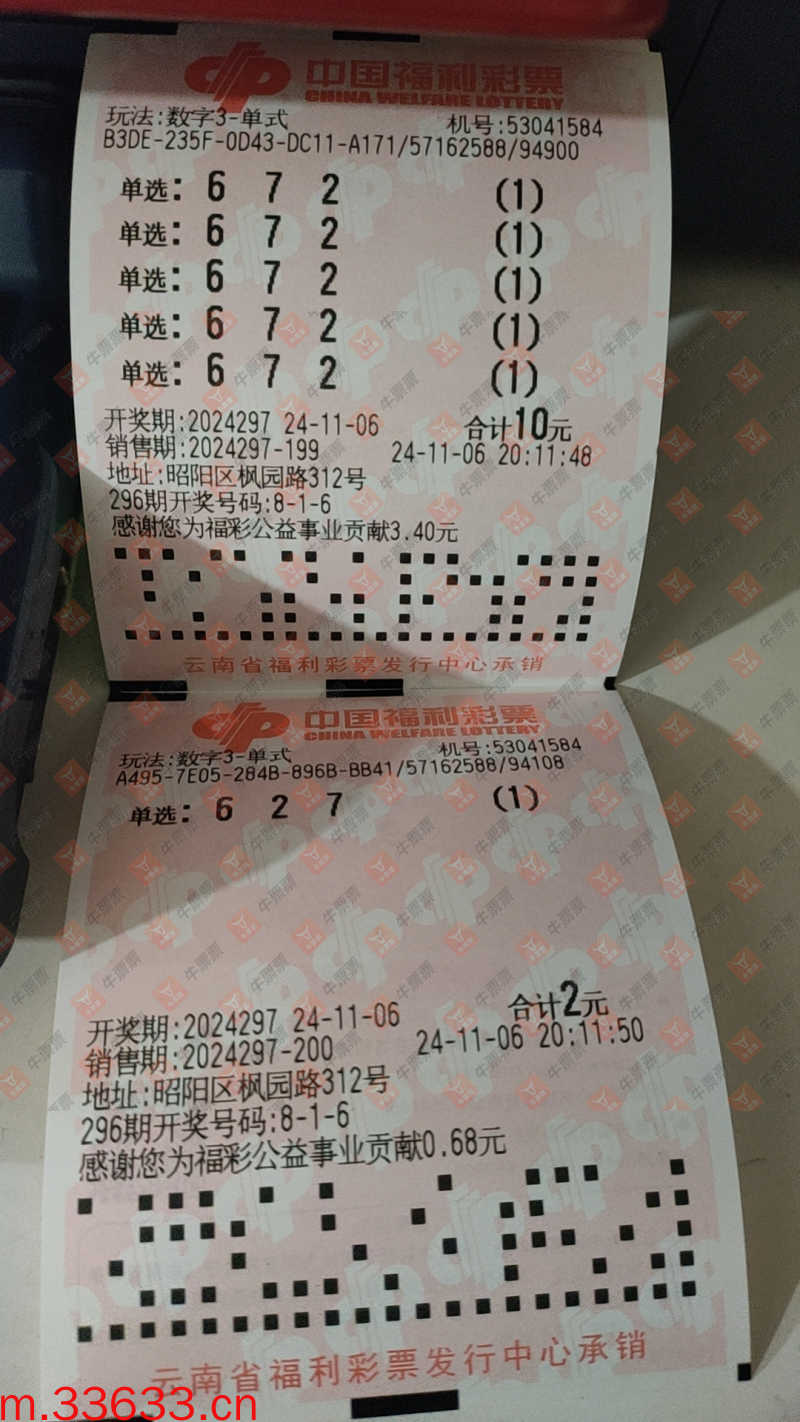 中国福利彩票
CHINA WELFARE LOTTERY
玩法:数字3-单式 机号:53041584
B3DE-235F-0D43-DC11-A171/57162588/94900
单选: 6 7 2 (1)
单选: 6 7 2 (1)
单选: 6 7 2 (1)
单选: 6 7 2 (1)
单选: 6 7 2 (1)
开奖期:2024297 24-11-06 合计10元
销售期:2024297-199 24-11-06 20:11:48
地址:昭阳区枫园路312号
296期开奖号码:8-1-6
感谢您为福彩公益事业贡献3.40元
云南省福利彩票发行中心承销
中国福利彩票
CHINA WELFARE LOTTERY
玩法:数字3-单式 机号:53041584
A495-7E05-284B-896B-BB41/57162588/94108
单选: 6 2 7 (1)
开奖期:2024297 24-11-06 合计2元
销售期:2024297-200 24-11-06 20:11:50
地址:昭阳区枫园路312号
296期开奖号码:8-1-6
感谢您为福彩公益事业贡献0.68元
云南省福利彩票发行中心承销
m.33633.cn
牛票票